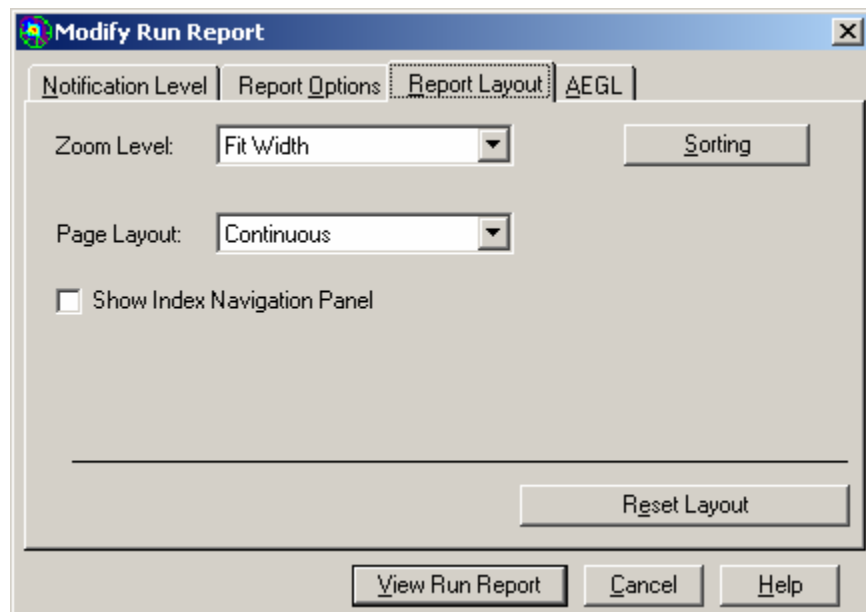 Modify Run Report
Notification Level Report Options Report Layout AEGL
Zoom Level: Fit Width Sorting
Page Layout: Continuous
Show Index Navigation Panel
Reset Layout
View Run Report Cancel Help